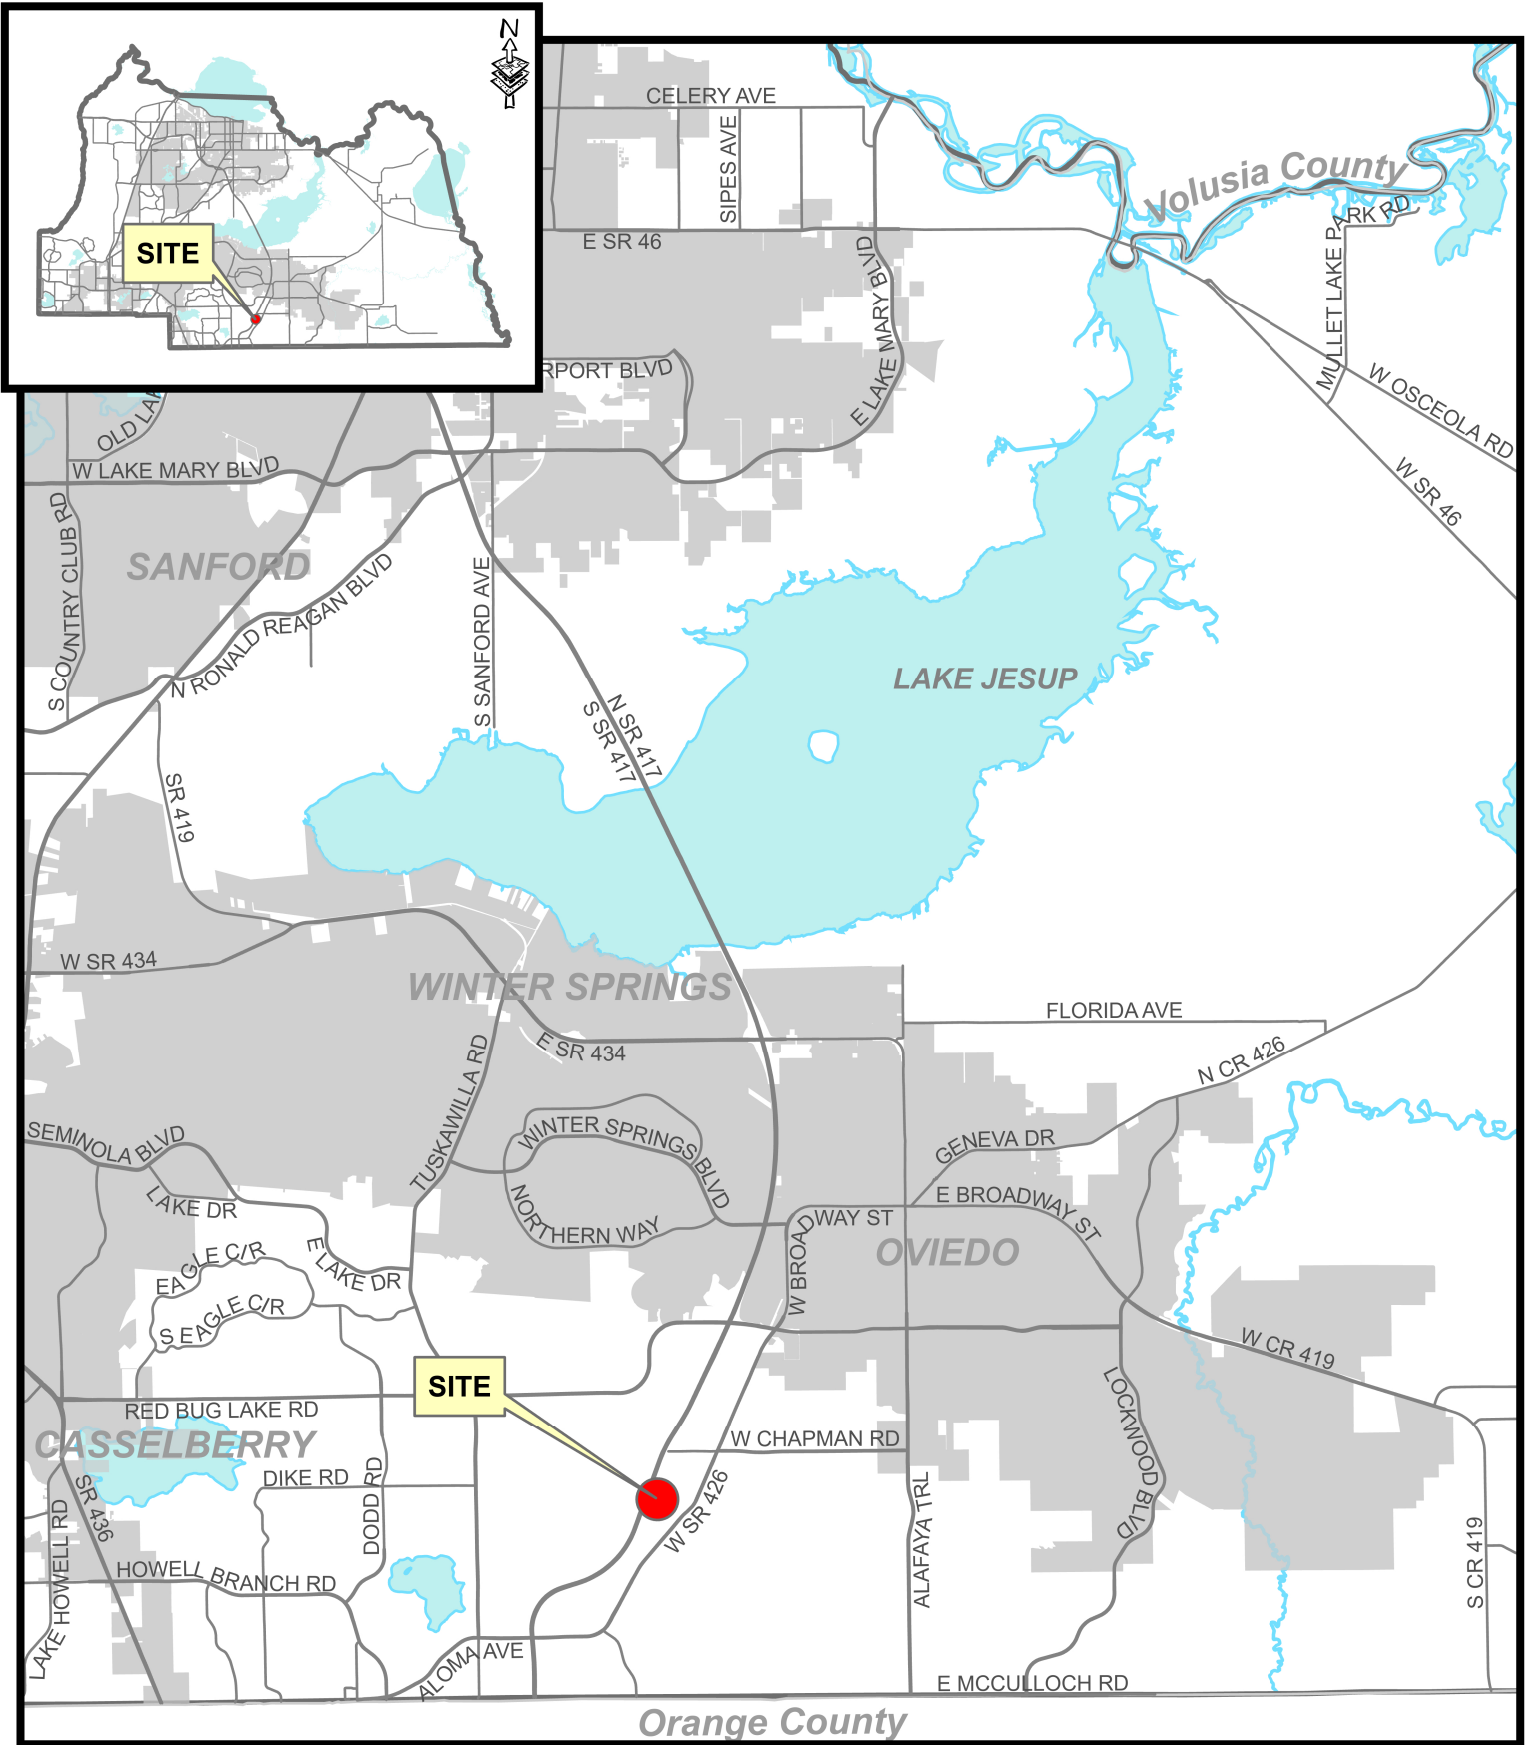 N
SITE
CELERY AVE
SIPES AVE
Volusia County
MULLET LAKE PARK RD
E SR 46
E LAKE MARY BLVD
RPORT BLVD
W OSCEOLA RD
OLD LAK
W LAKE MARY BLVD
W SR 46
S COUNTRY CLUB RD
SANFORD
N RONALD REAGAN BLVD
S SANFORD AVE
LAKE JESUP
N SR 417
S SR 417
SR 419
W SR 434
WINTER SPRINGS
FLORIDA AVE
E SR 434
N CR 426
TUSKAWILLA RD
SEMINOLA BLVD
WINTER SPRINGS BLVD
GENEVA DR
LAKE DR
NORTHERN WAY
E BROADWAY ST
W BROADWAY ST
OVIEDO
E LAKE DR
EAGLE C/R
S EAGLE C/R
W CR 419
SITE
RED BUG LAKE RD
CASSELBERRY
W CHAPMAN RD
LOCKWOOD BLVD
DIKE RD
DODD RD
SR 436
W SR 426
ALAFAYA TRL
S CR 419
LAKE HOWELL RD
HOWELL BRANCH RD
ALOMA AVE
E MCCULLOCH RD
Orange County